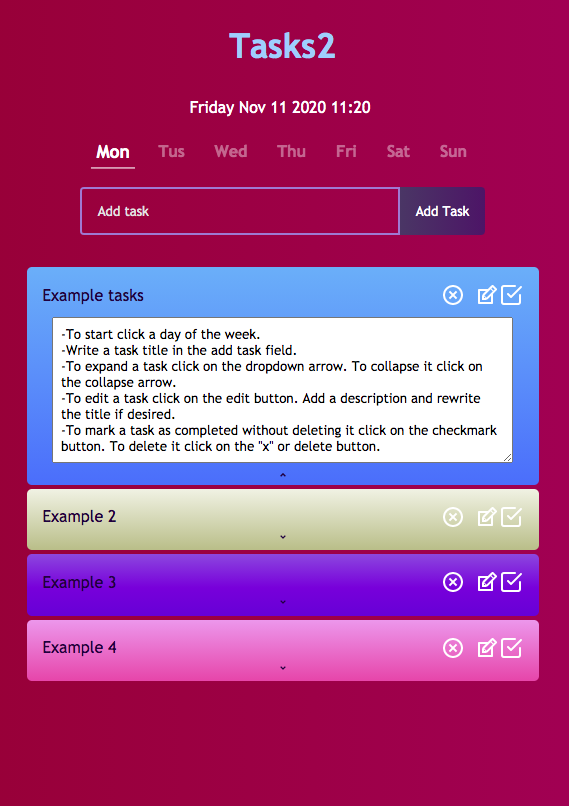 Tasks2
Friday Nov 11 2020 11:20
Mon Tus Wed Thu Fri Sat Sun
Add task Add Task
Example tasks
-To start click a day of the week.
-Write a task title in the add task field.
-To expand a task click on the dropdown arrow. To collapse it click on
the collapse arrow.
-To edit a task click on the edit button. Add a description and rewrite
the title if desired.
-To mark a task as completed without deleting it click on the checkmark
button. To delete it click on the "x" or delete button.
Example 2
Example 3
Example 4